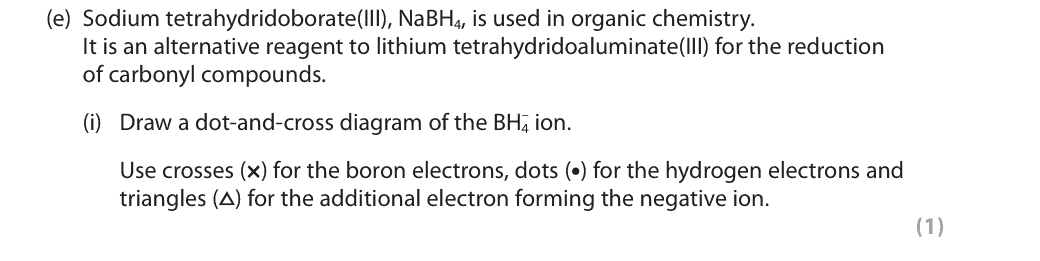 (e) Sodium tetrahydridoborate(III), NaBH₄, is used in organic chemistry.
It is an alternative reagent to lithium tetrahydridoaluminate(III) for the reduction
of carbonyl compounds.
(i) Draw a dot-and-cross diagram of the BH₄⁻ ion.
Use crosses (×) for the boron electrons, dots (•) for the hydrogen electrons and
triangles (Δ) for the additional electron forming the negative ion.
(1)